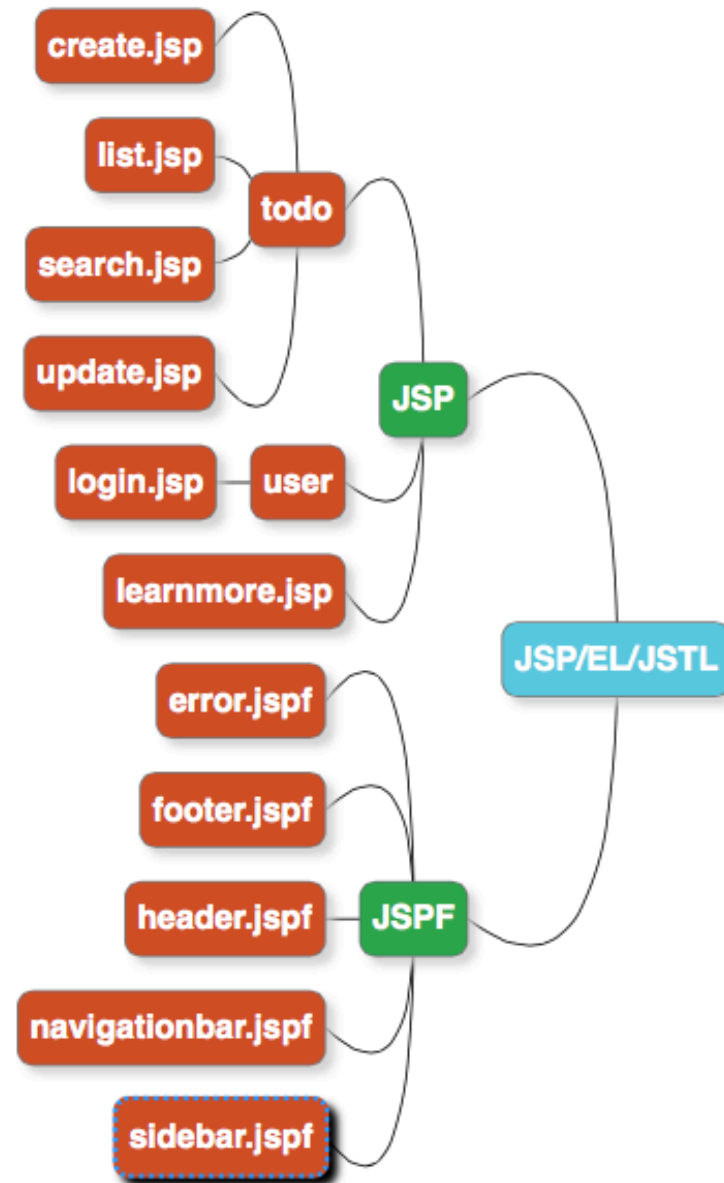 create.jsp
list.jsp
todo
search.jsp
update.jsp
JSP
login.jsp
user
learnmore.jsp
JSP/EL/JSTL
error.jspf
footer.jspf
header.jspf
JSPF
navigationbar.jspf
sidebar.jspf